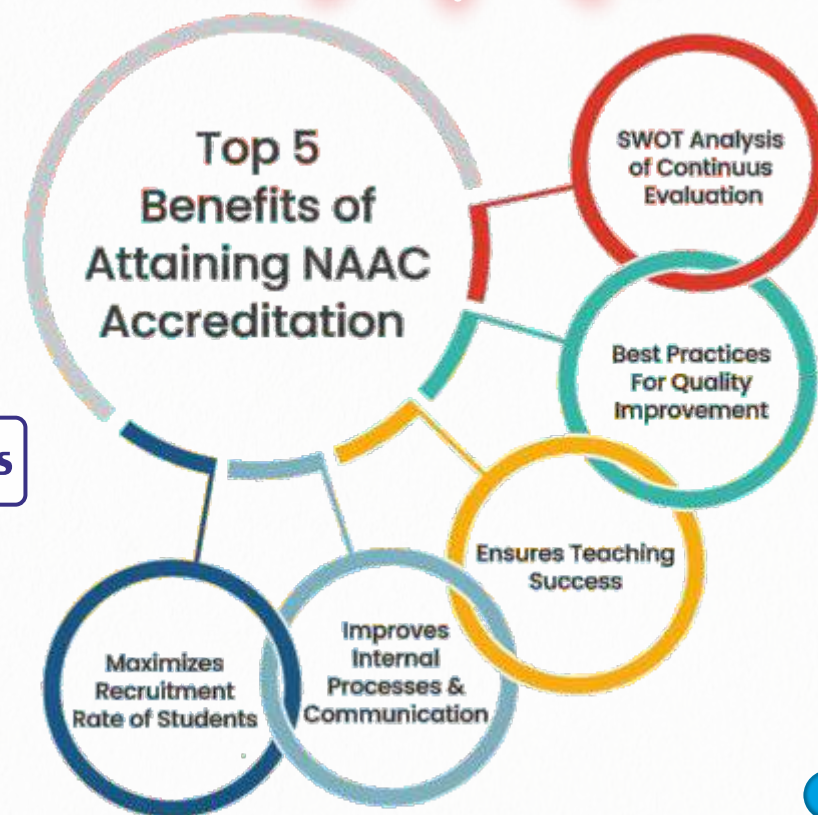 Top 5
Benefits of
Attaining NAAC
Accreditation
SWOT Analysis
of Continuus
Evaluation
Best Practices
For Quality
Improvement
Ensures Teaching
Success
Improves
Internal
Processes &
Communication
Maximizes
Recruitment
Rate of Students